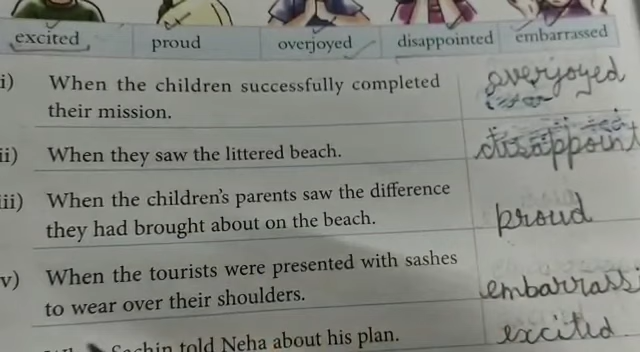 excited proud overjoyed disappointed embarrassed
i) When the children successfully completed overjoyed
their mission.
ii) When they saw the littered beach. disappoint
iii) When the children's parents saw the difference
they had brought about on the beach. proud
v) When the tourists were presented with sashes
to wear over their shoulders. embarrass
Sachin told Neha about his plan. excited